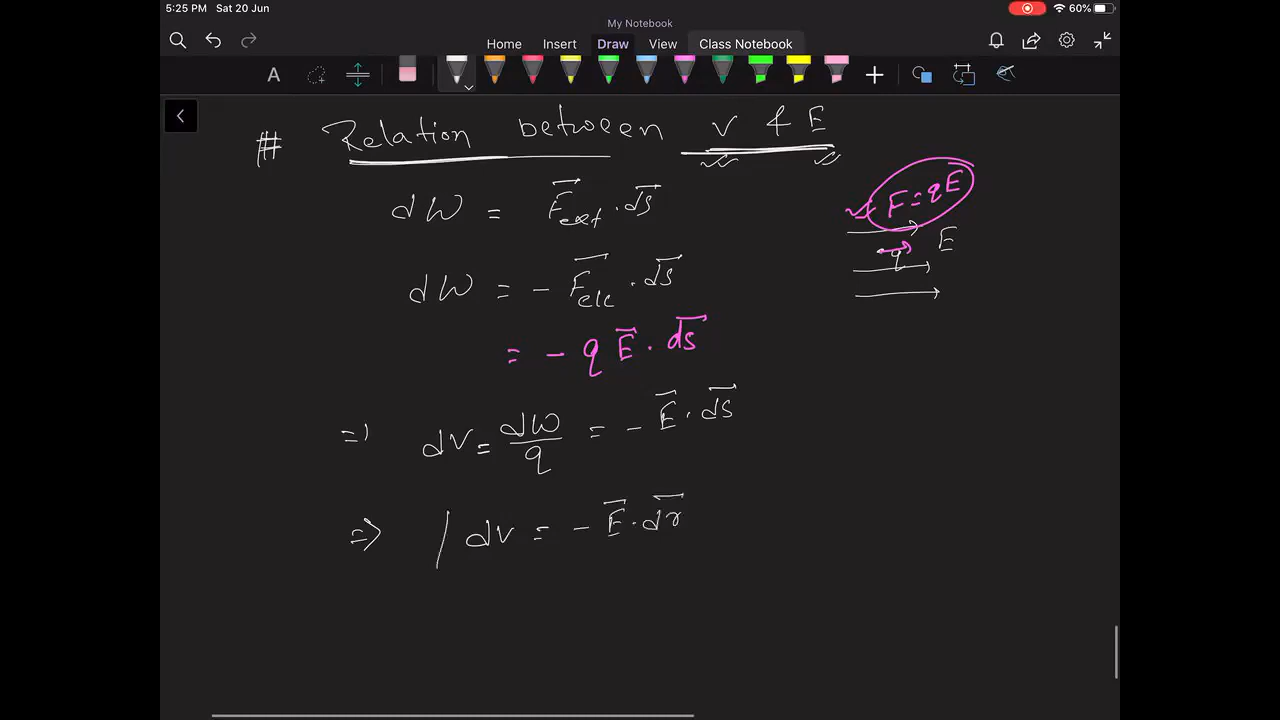 5:25 PM Sat 20 Jun
60%
My Notebook
Home Insert Draw View Class Notebook
A
# Relation between V & E
dW = F⃗ext · ds⃗
F = qE
q E
dW = - F⃗ele · ds⃗
= - q E⃗ · ds⃗
⇒ dV = dW/q = - E⃗ · ds⃗
⇒ dV = - E⃗ · dr⃗